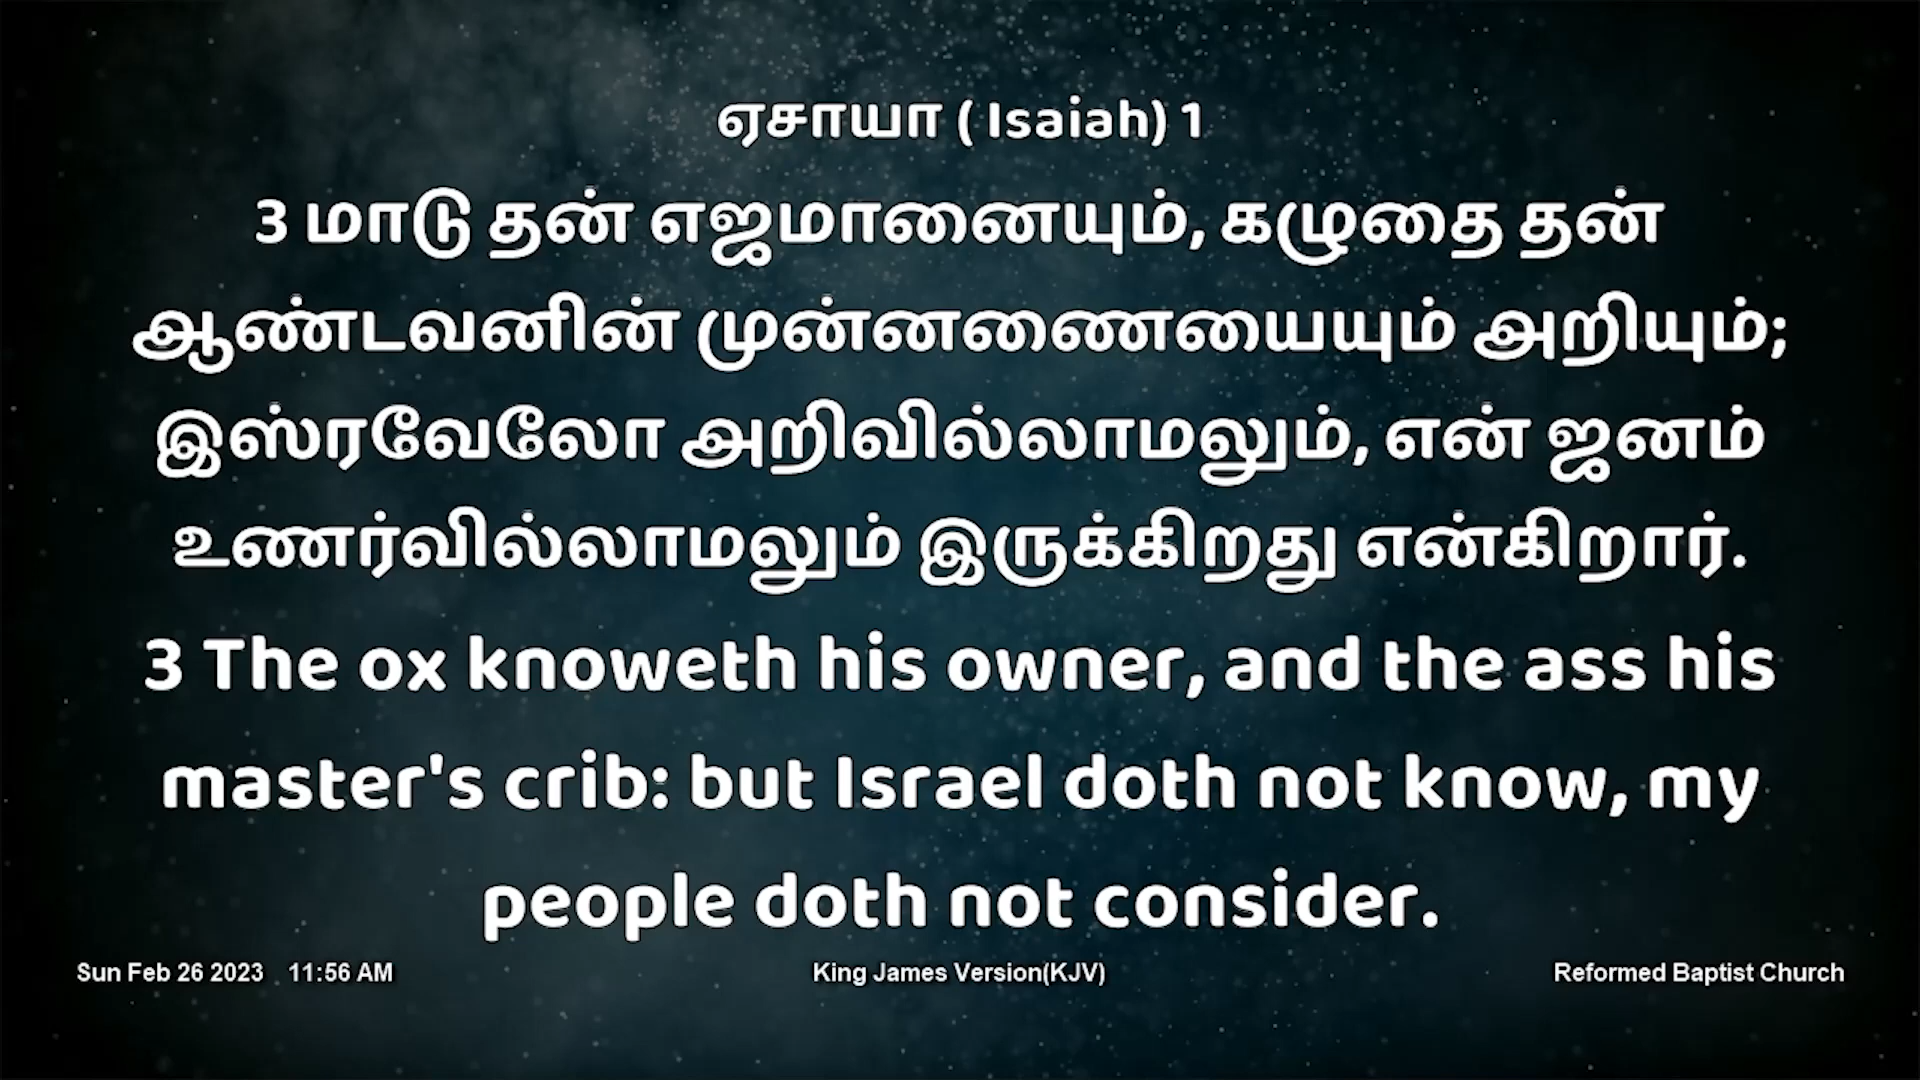 ஏசாயா ( Isaiah) 1
3 மாடு தன் எஜமானனையும், கழுதை தன்
ஆண்டவனின் முன்னணையையும் அறியும்;
இஸ்ரவேலோ அறிவில்லாமலும், என் ஜனம்
உணர்வில்லாமலும் இருக்கிறது என்கிறார்.
3 The ox knoweth his owner, and the ass his
master's crib: but Israel doth not know, my
people doth not consider.
Sun Feb 26 2023 11:56 AM King James Version(KJV) Reformed Baptist Church